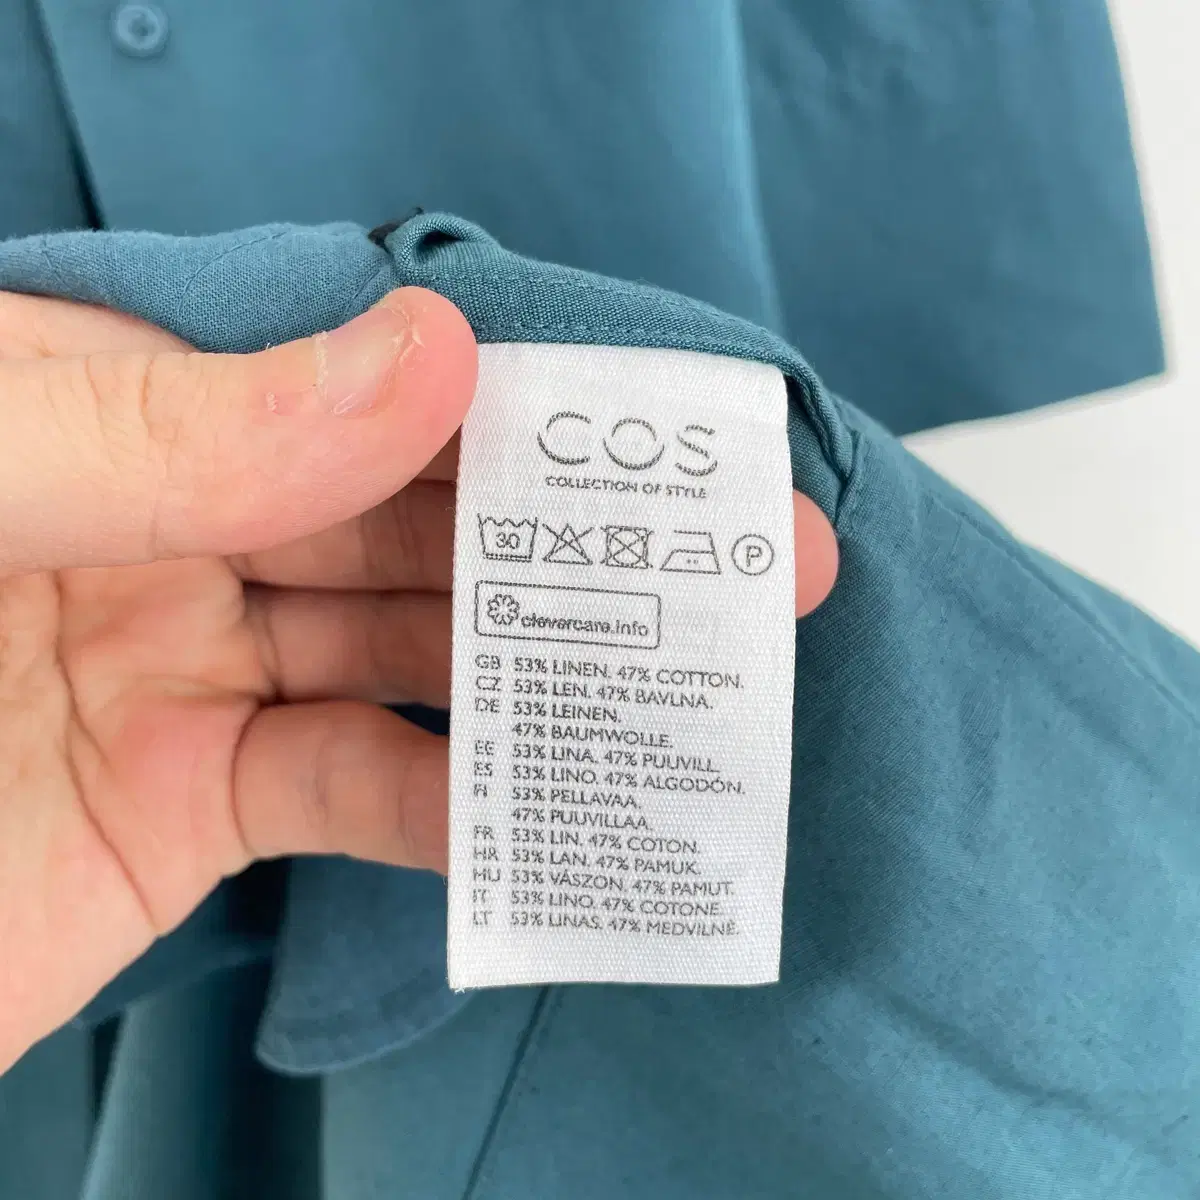 COS
COLLECTION OF STYLE
30 P
clevercare.info
GB 53% LINEN. 47% COTTON.
CZ 53% LEN. 47% BAVLNA.
DE 53% LEINEN.
47% BAUMWOLLE.
EE 53% LINA. 47% PUUVILL.
ES 53% LINO. 47% ALGODÓN.
FI 53% PELLAVAA.
47% PUUVILLAA.
FR 53% LIN. 47% COTON.
HR 53% LAN. 47% PAMUK.
HU 53% VÁSZON. 47% PAMUT.
IT 53% LINO. 47% COTONE.
LT 53% LINAS. 47% MEDVILNĖ.